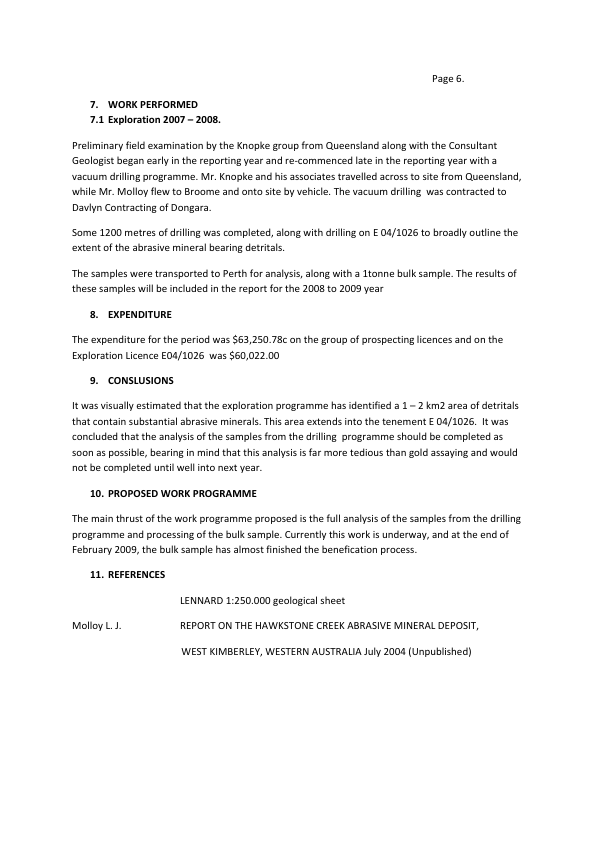 Page 6.
7. WORK PERFORMED
7.1 Exploration 2007 – 2008.
Preliminary field examination by the Knopke group from Queensland along with the Consultant
Geologist began early in the reporting year and re-commenced late in the reporting year with a
vacuum drilling programme. Mr. Knopke and his associates travelled across to site from Queensland,
while Mr. Molloy flew to Broome and onto site by vehicle. The vacuum drilling  was contracted to
Davlyn Contracting of Dongara.
Some 1200 metres of drilling was completed, along with drilling on E 04/1026 to broadly outline the
extent of the abrasive mineral bearing detritals.
The samples were transported to Perth for analysis, along with a 1tonne bulk sample. The results of
these samples will be included in the report for the 2008 to 2009 year
8. EXPENDITURE
The expenditure for the period was $63,250.78c on the group of prospecting licences and on the
Exploration Licence E04/1026  was $60,022.00
9. CONSLUSIONS
It was visually estimated that the exploration programme has identified a 1 – 2 km2 area of detritals
that contain substantial abrasive minerals. This area extends into the tenement E 04/1026.  It was
concluded that the analysis of the samples from the drilling  programme should be completed as
soon as possible, bearing in mind that this analysis is far more tedious than gold assaying and would
not be completed until well into next year.
10. PROPOSED WORK PROGRAMME
The main thrust of the work programme proposed is the full analysis of the samples from the drilling
programme and processing of the bulk sample. Currently this work is underway, and at the end of
February 2009, the bulk sample has almost finished the benefication process.
11. REFERENCES
LENNARD 1:250.000 geological sheet
Molloy L. J. REPORT ON THE HAWKSTONE CREEK ABRASIVE MINERAL DEPOSIT,
WEST KIMBERLEY, WESTERN AUSTRALIA July 2004 (Unpublished)